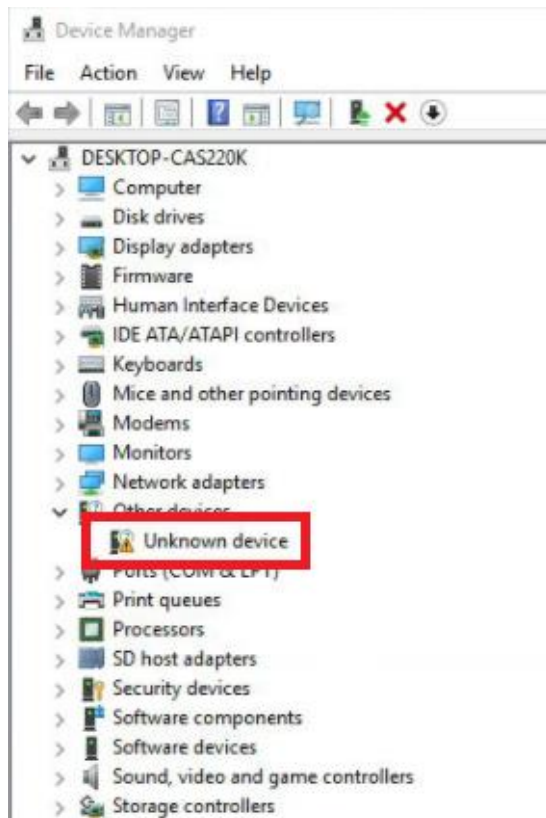 Device Manager
File Action View Help
DESKTOP-CAS220K
Computer
Disk drives
Display adapters
Firmware
Human Interface Devices
IDE ATA/ATAPI controllers
Keyboards
Mice and other pointing devices
Modems
Monitors
Network adapters
Other devices
Unknown device
Ports (COM & LPT)
Print queues
Processors
SD host adapters
Security devices
Software components
Software devices
Sound, video and game controllers
Storage controllers